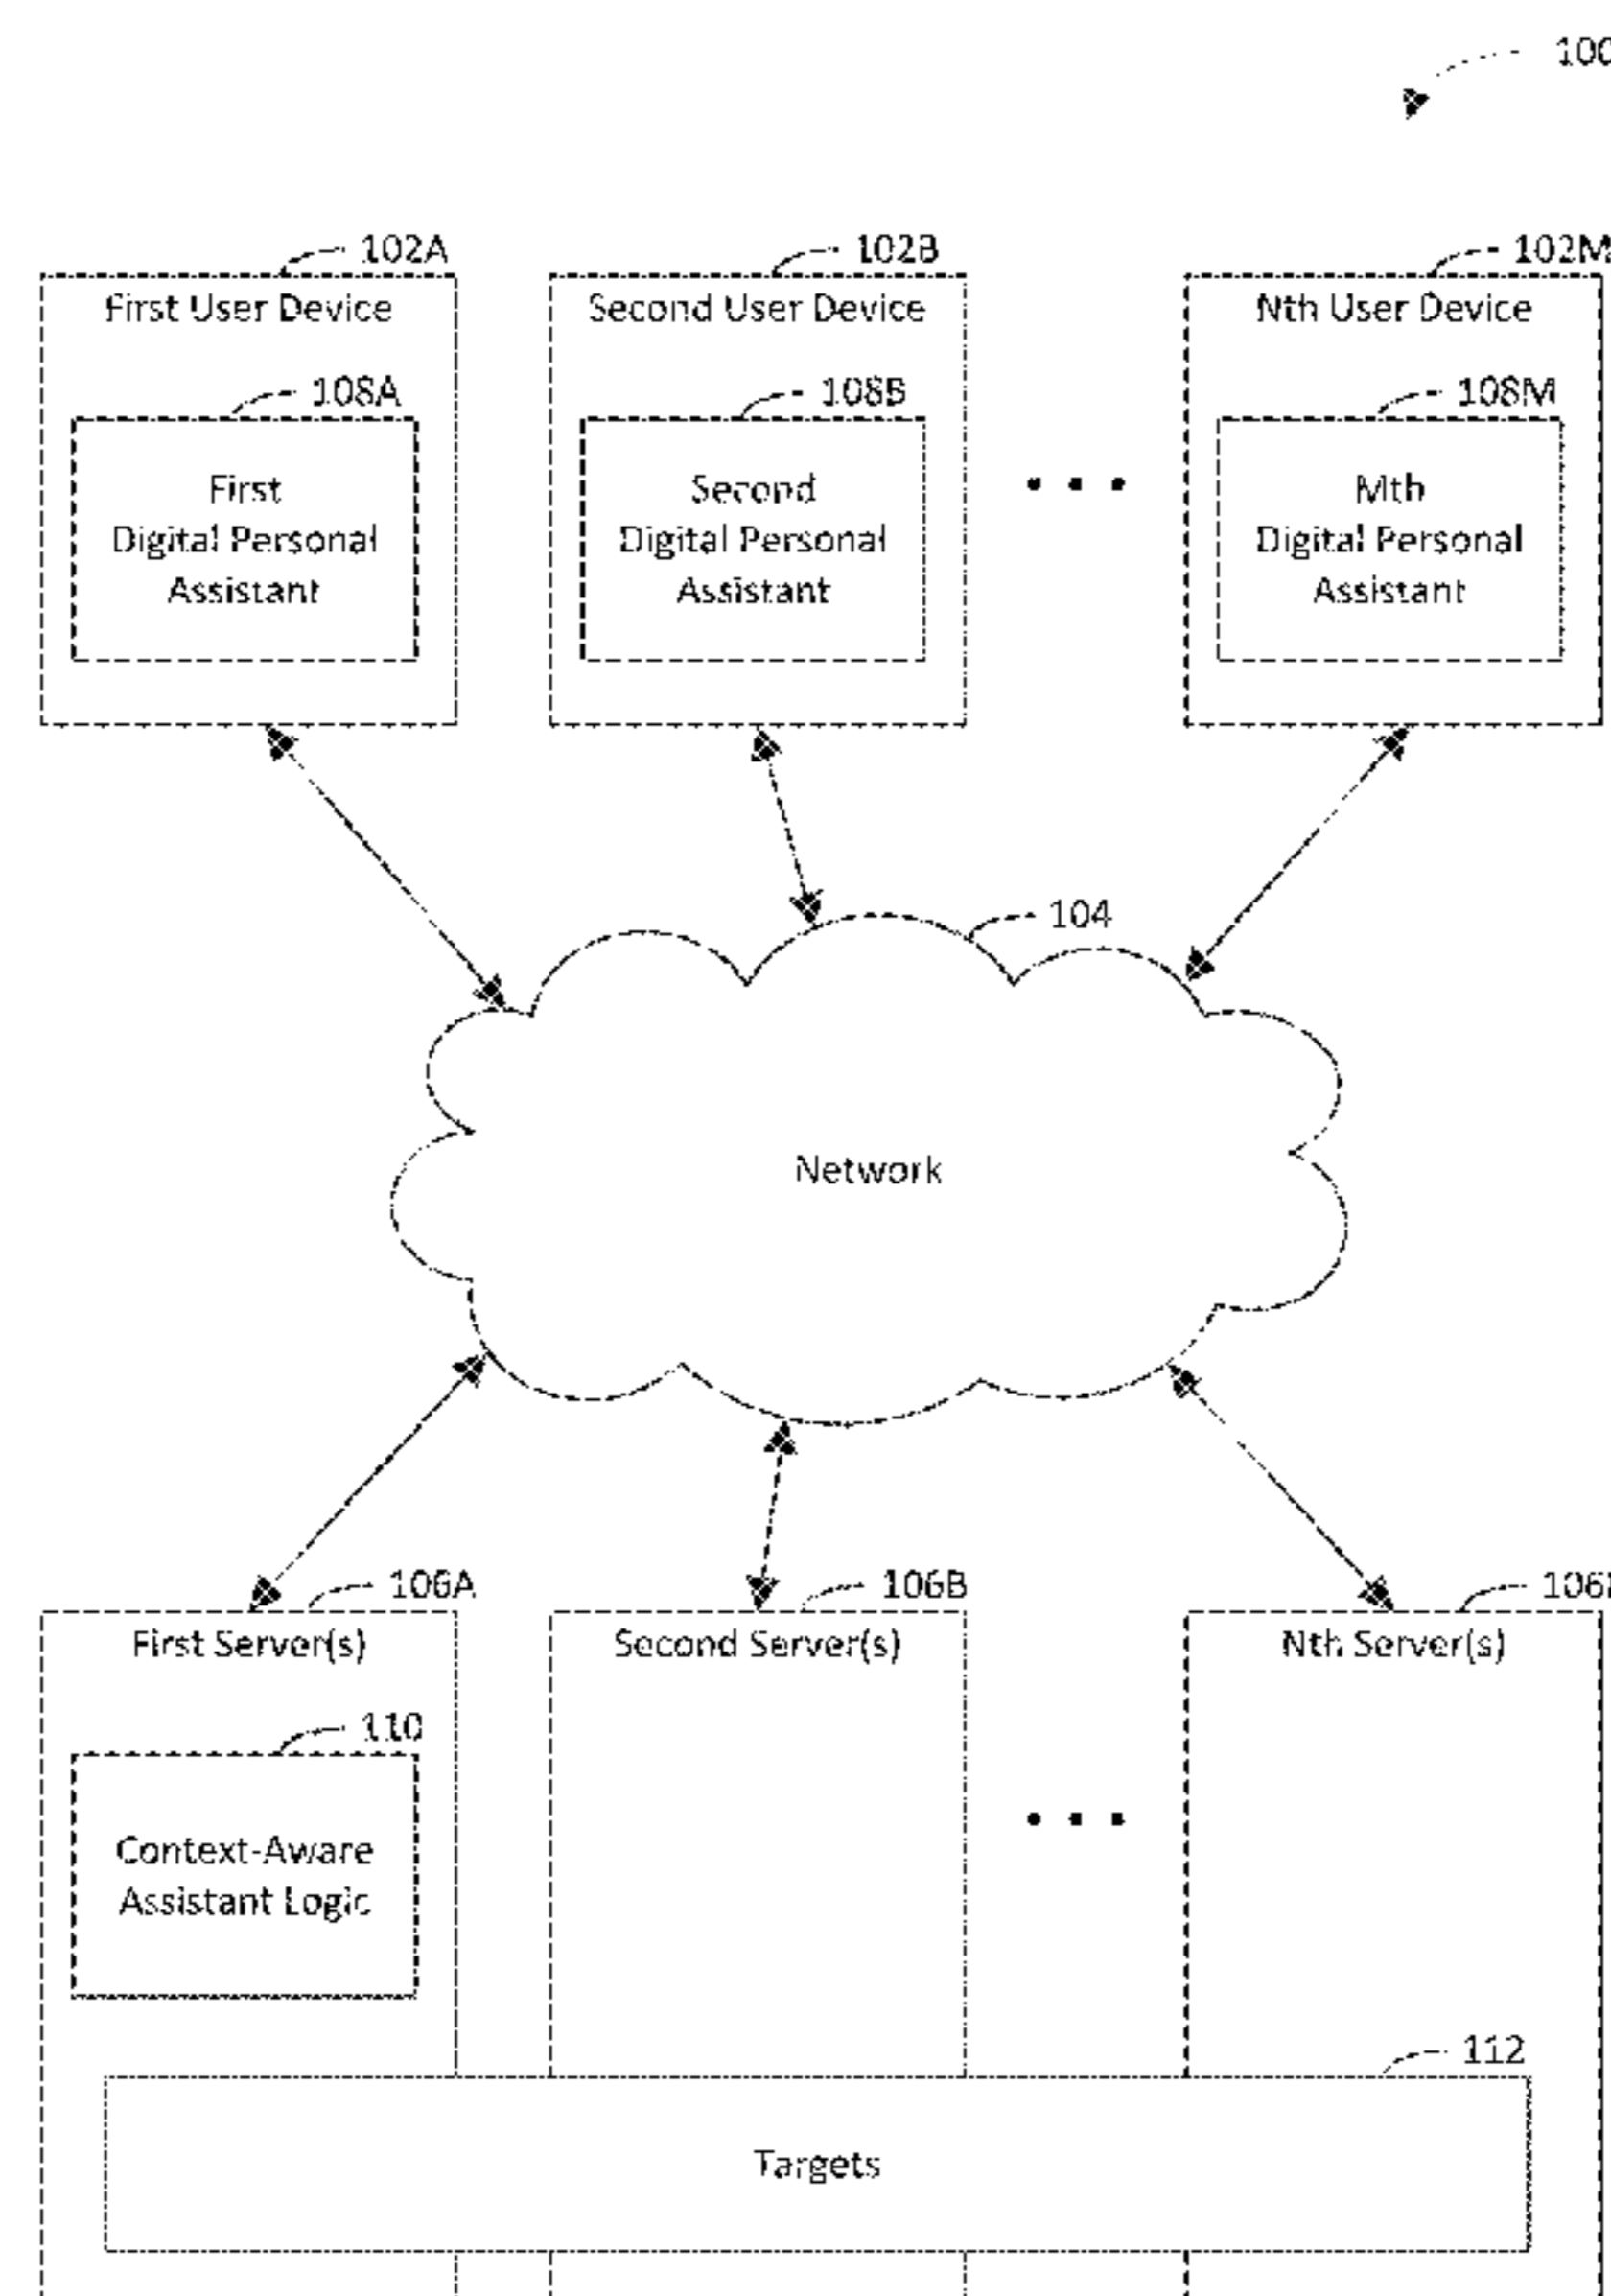 100
102A
102B
102M
First User Device
Second User Device
Nth User Device
108A
108B
108M
First
Digital Personal
Assistant
Second
Digital Personal
Assistant
Mth
Digital Personal
Assistant
104
Network
106A
106B
First Server(s)
Second Server(s)
Nth Server(s)
110
Context-Aware
Assistant Logic
112
Targets